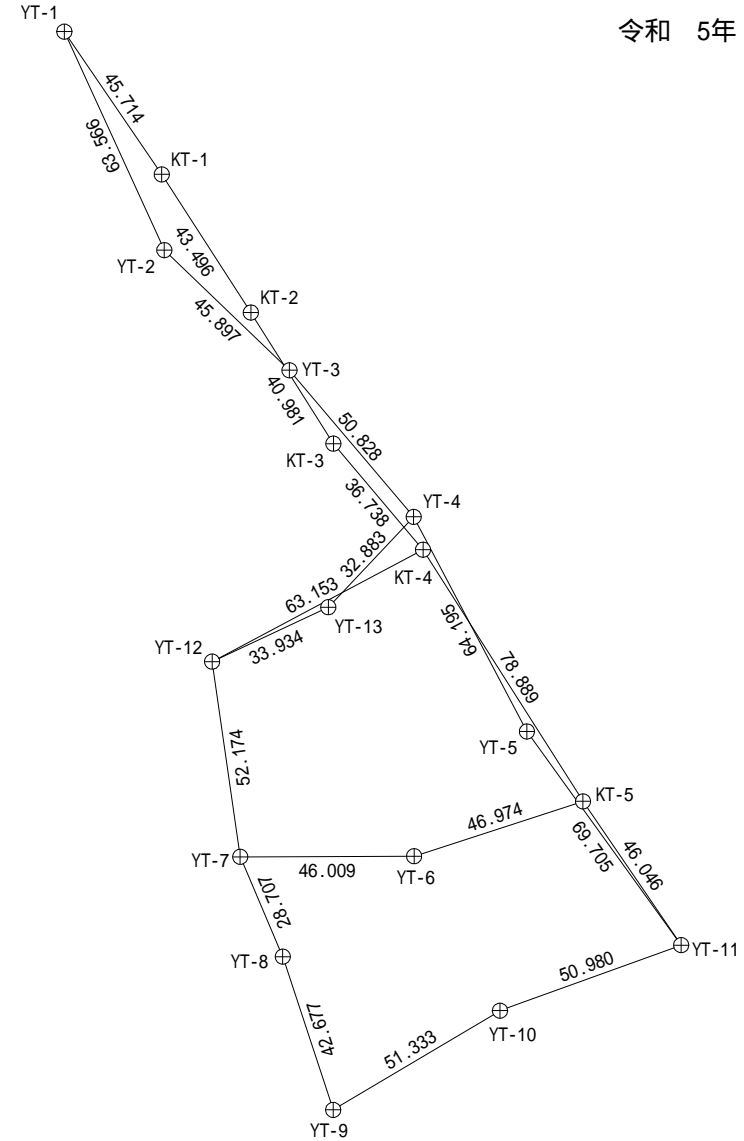 YT-1
令和 5年
45.714
63.566
KT-1
43.496
YT-2
KT-2
45.897
YT-3
40.981
50.828
KT-3
36.738
YT-4
32.883
KT-4
63.153
YT-13
64.195
33.934
YT-12
78.889
52.174
YT-5
KT-5
46.974
69.705
46.046
YT-7
46.009
YT-6
28.707
YT-11
YT-8
50.980
42.677
YT-10
51.333
YT-9